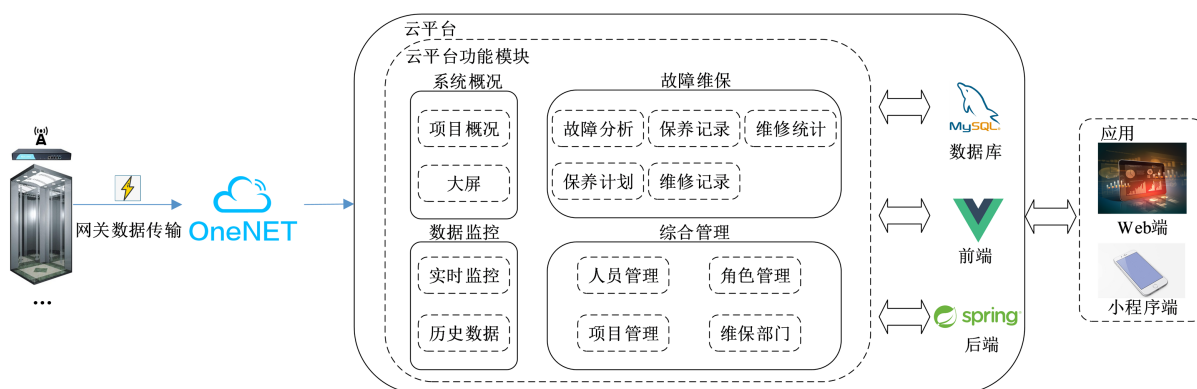 云平台
云平台功能模块
系统概况
项目概况
大屏
故障维保
故障分析 保养记录 维修统计
保养计划 维修记录
数据监控
实时监控
历史数据
综合管理
人员管理 角色管理
项目管理 维保部门
网关数据传输
OneNET
...
MySQL
数据库
前端
spring
后端
应用
Web端
小程序端